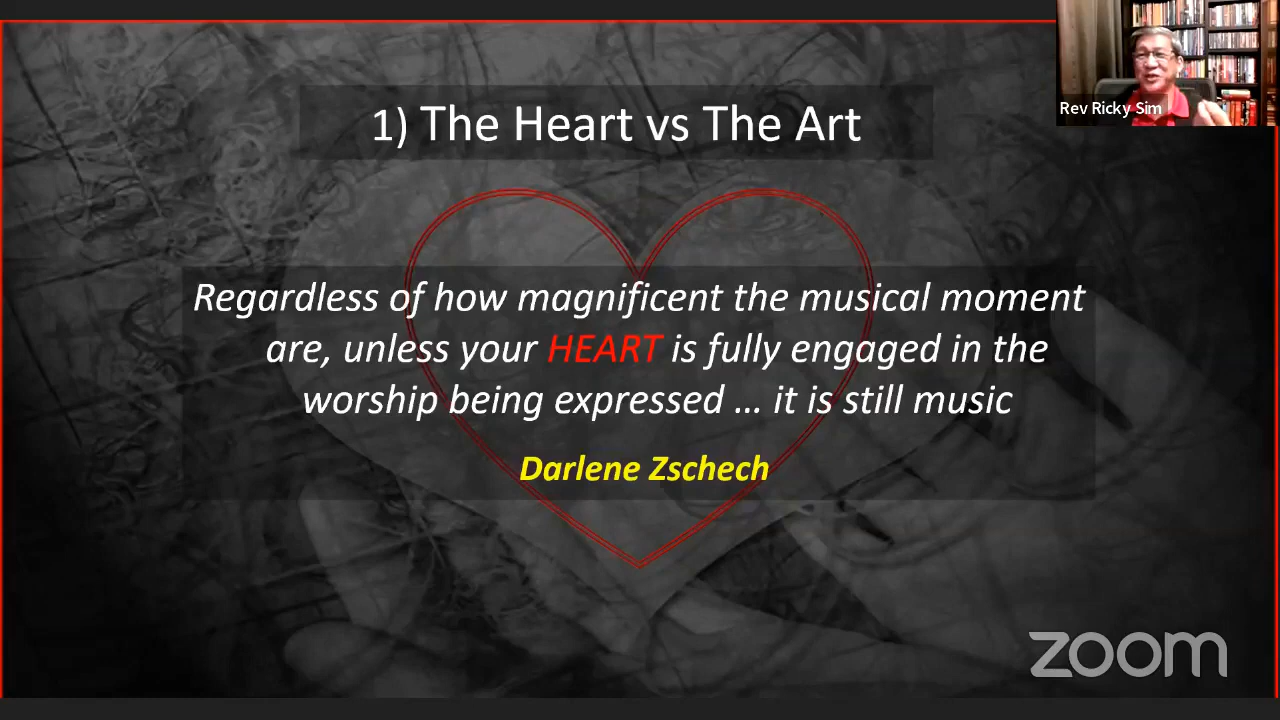 Rev Ricky Sim
1) The Heart vs The Art
Regardless of how magnificent the musical moment
are, unless your HEART is fully engaged in the
worship being expressed ... it is still music
Darlene Zschech
zoom